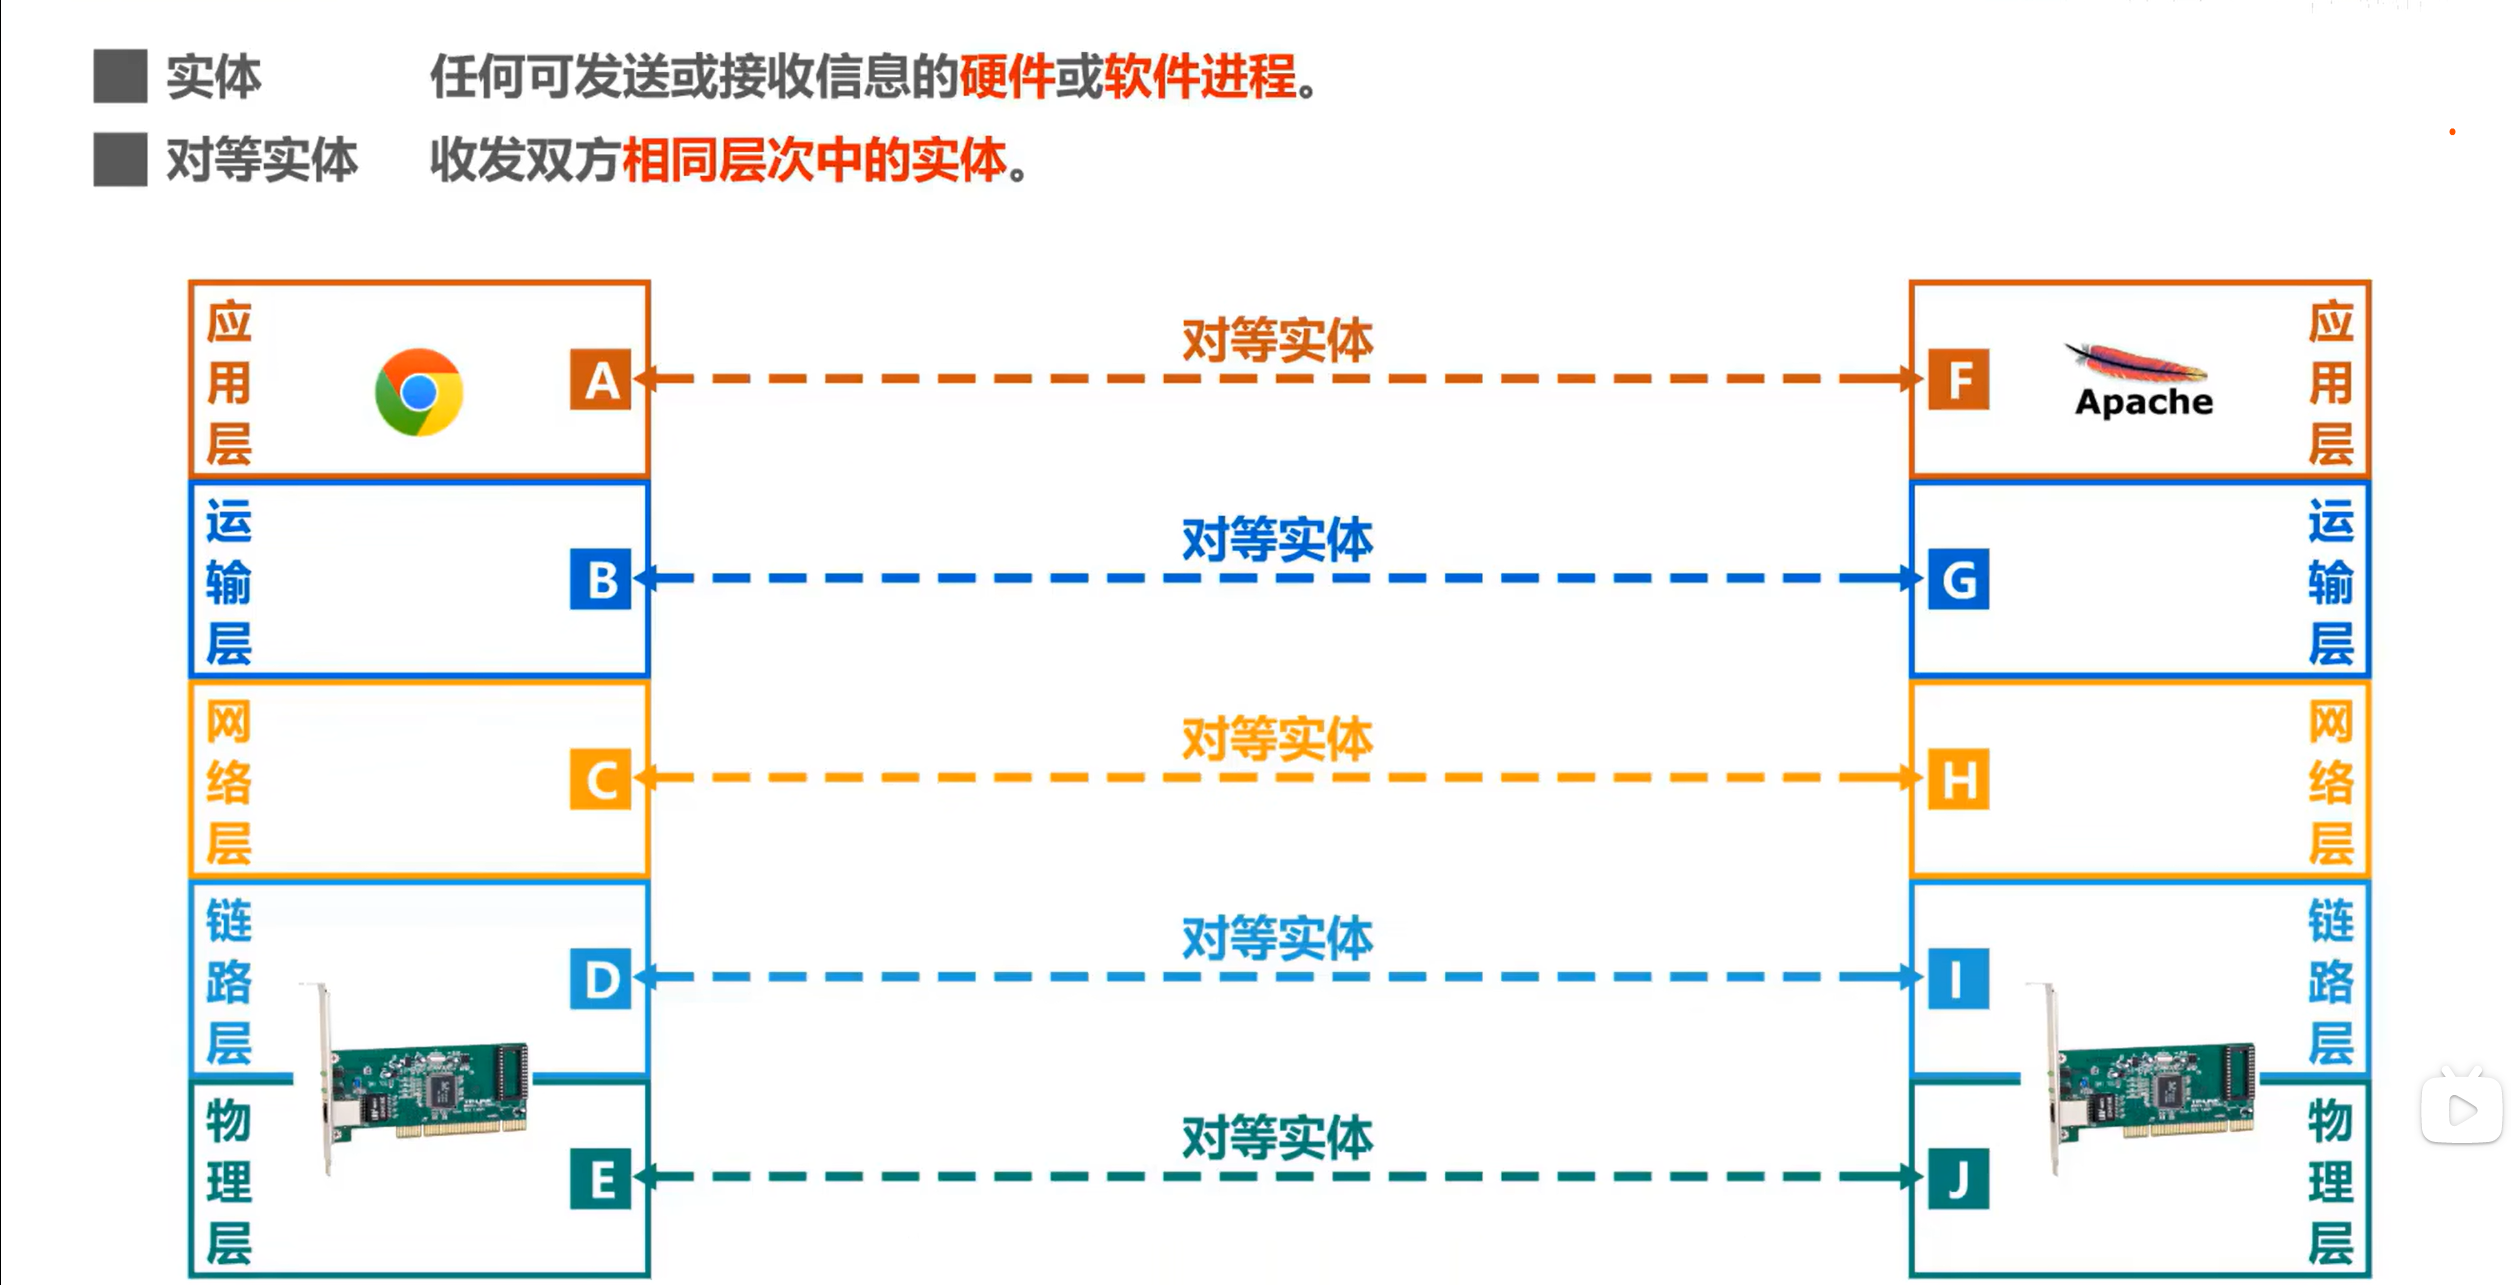 实体 任何可发送或接收信息的硬件或软件进程。
对等实体 收发双方相同层次中的实体。
应用层 A 对等实体 F Apache 应用层
运输层 B 对等实体 G 运输层
网络层 C 对等实体 H 网络层
链路层 D 对等实体 I 链路层
物理层 E 对等实体 J 物理层